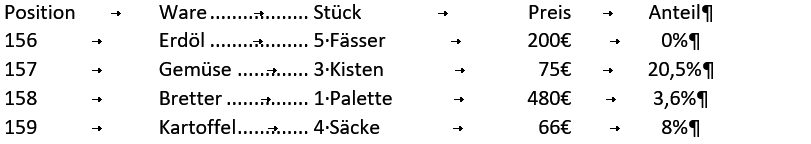 Position → Ware ................. Stück → Preis → Anteil¶
156 → Erdöl ................. 5·Fässer → 200€ → 0%¶
157 → Gemüse ............ 3·Kisten → 75€ → 20,5%¶
158 → Bretter .............. 1·Palette → 480€ → 3,6%¶
159 → Kartoffel............. 4·Säcke → 66€ → 8%¶